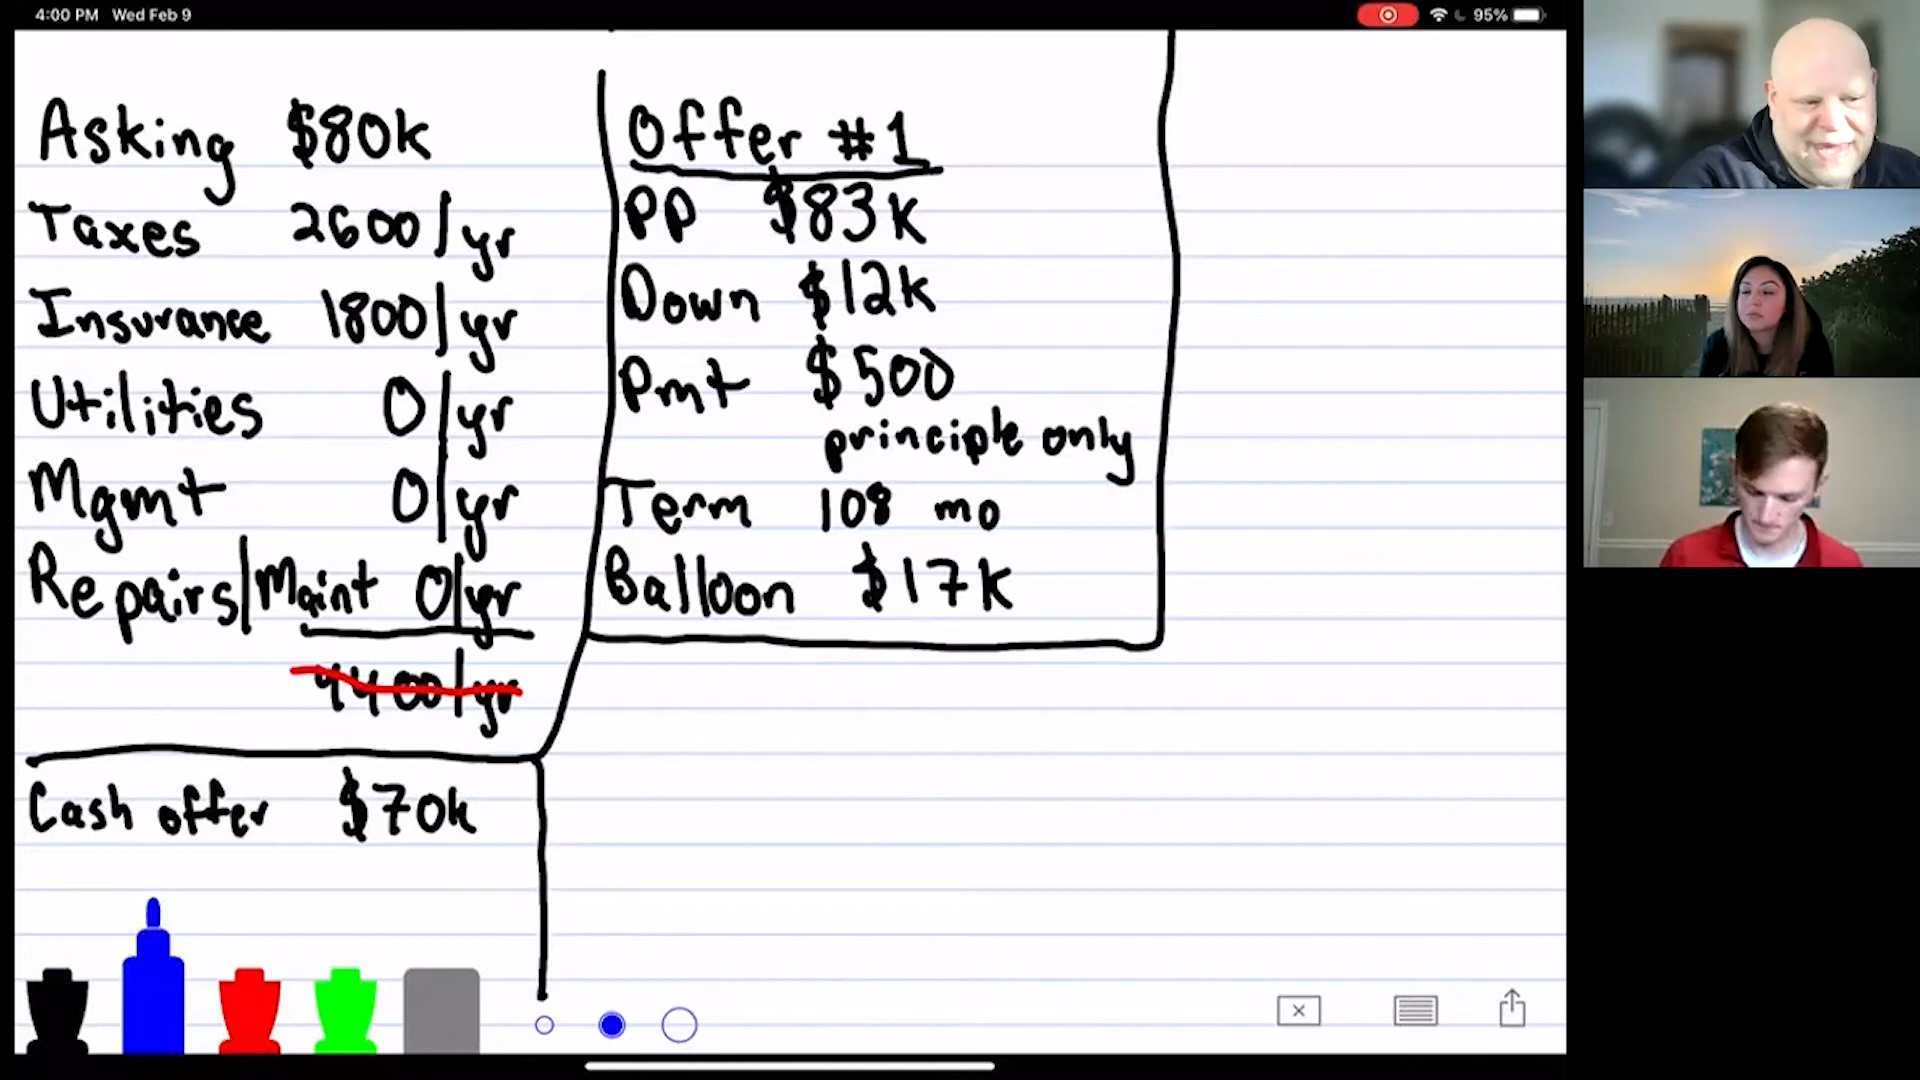 4:00 PM Wed Feb 9
95%
Asking $80k
Taxes 2600/yr
Insurance 1800/yr
Utilities 0/yr
Mgmt 0/yr
Repairs/Maint 0/yr
4400/yr
Cash offer $70k
Offer #1
PP $83k
Down $12k
Pmt $500
principle only
Term 108 mo
Balloon $17k